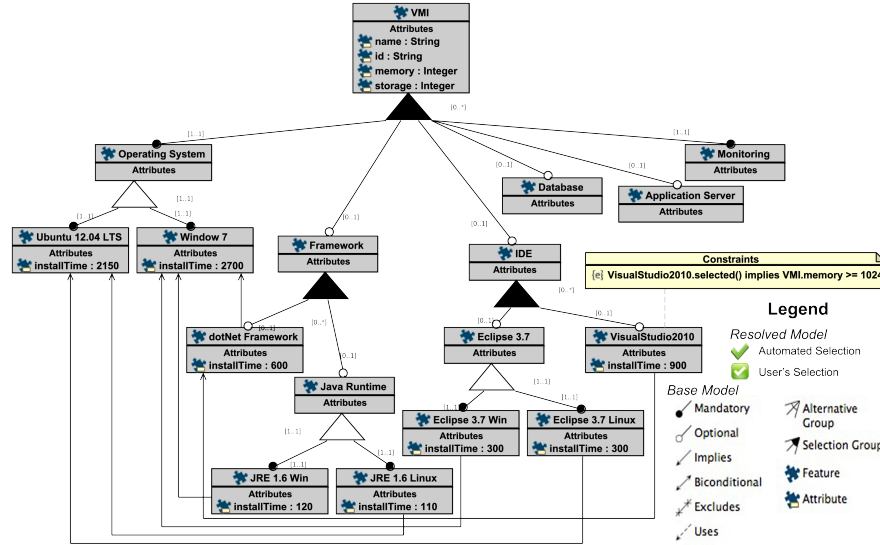 VMI
Attributes
name : String
id : String
memory : Integer
storage : Integer
[0..*]
[1..1]
[1..1]
Operating System
Attributes
[0..1]
Database
Attributes
[0..1]
Application Server
Attributes
Monitoring
Attributes
[1..1]
[1..1]
[1..1]
Ubuntu 12.04 LTS
Attributes
installTime : 2150
Window 7
Attributes
installTime : 2700
[0..1]
Framework
Attributes
[0..1]
IDE
Attributes
Constraints
{e} VisualStudio2010.selected() implies VMI.memory >= 1024
[0..1]
[0..*]
[0..1]
dotNet Framework
Attributes
installTime : 600
Java Runtime
Attributes
[0..*]
[0..1]
[0..1]
Eclipse 3.7
Attributes
VisualStudio2010
Attributes
installTime : 900
[1..1]
[1..1]
Eclipse 3.7 Win
Attributes
installTime : 300
Eclipse 3.7 Linux
Attributes
installTime : 300
[1..1]
[1..1]
[1..1]
JRE 1.6 Win
Attributes
installTime : 120
JRE 1.6 Linux
Attributes
installTime : 110
Legend
Resolved Model
Automated Selection
User's Selection
Base Model
Mandatory
Optional
Implies
Biconditional
Excludes
Uses
Alternative
Group
Selection Group
Feature
Attribute